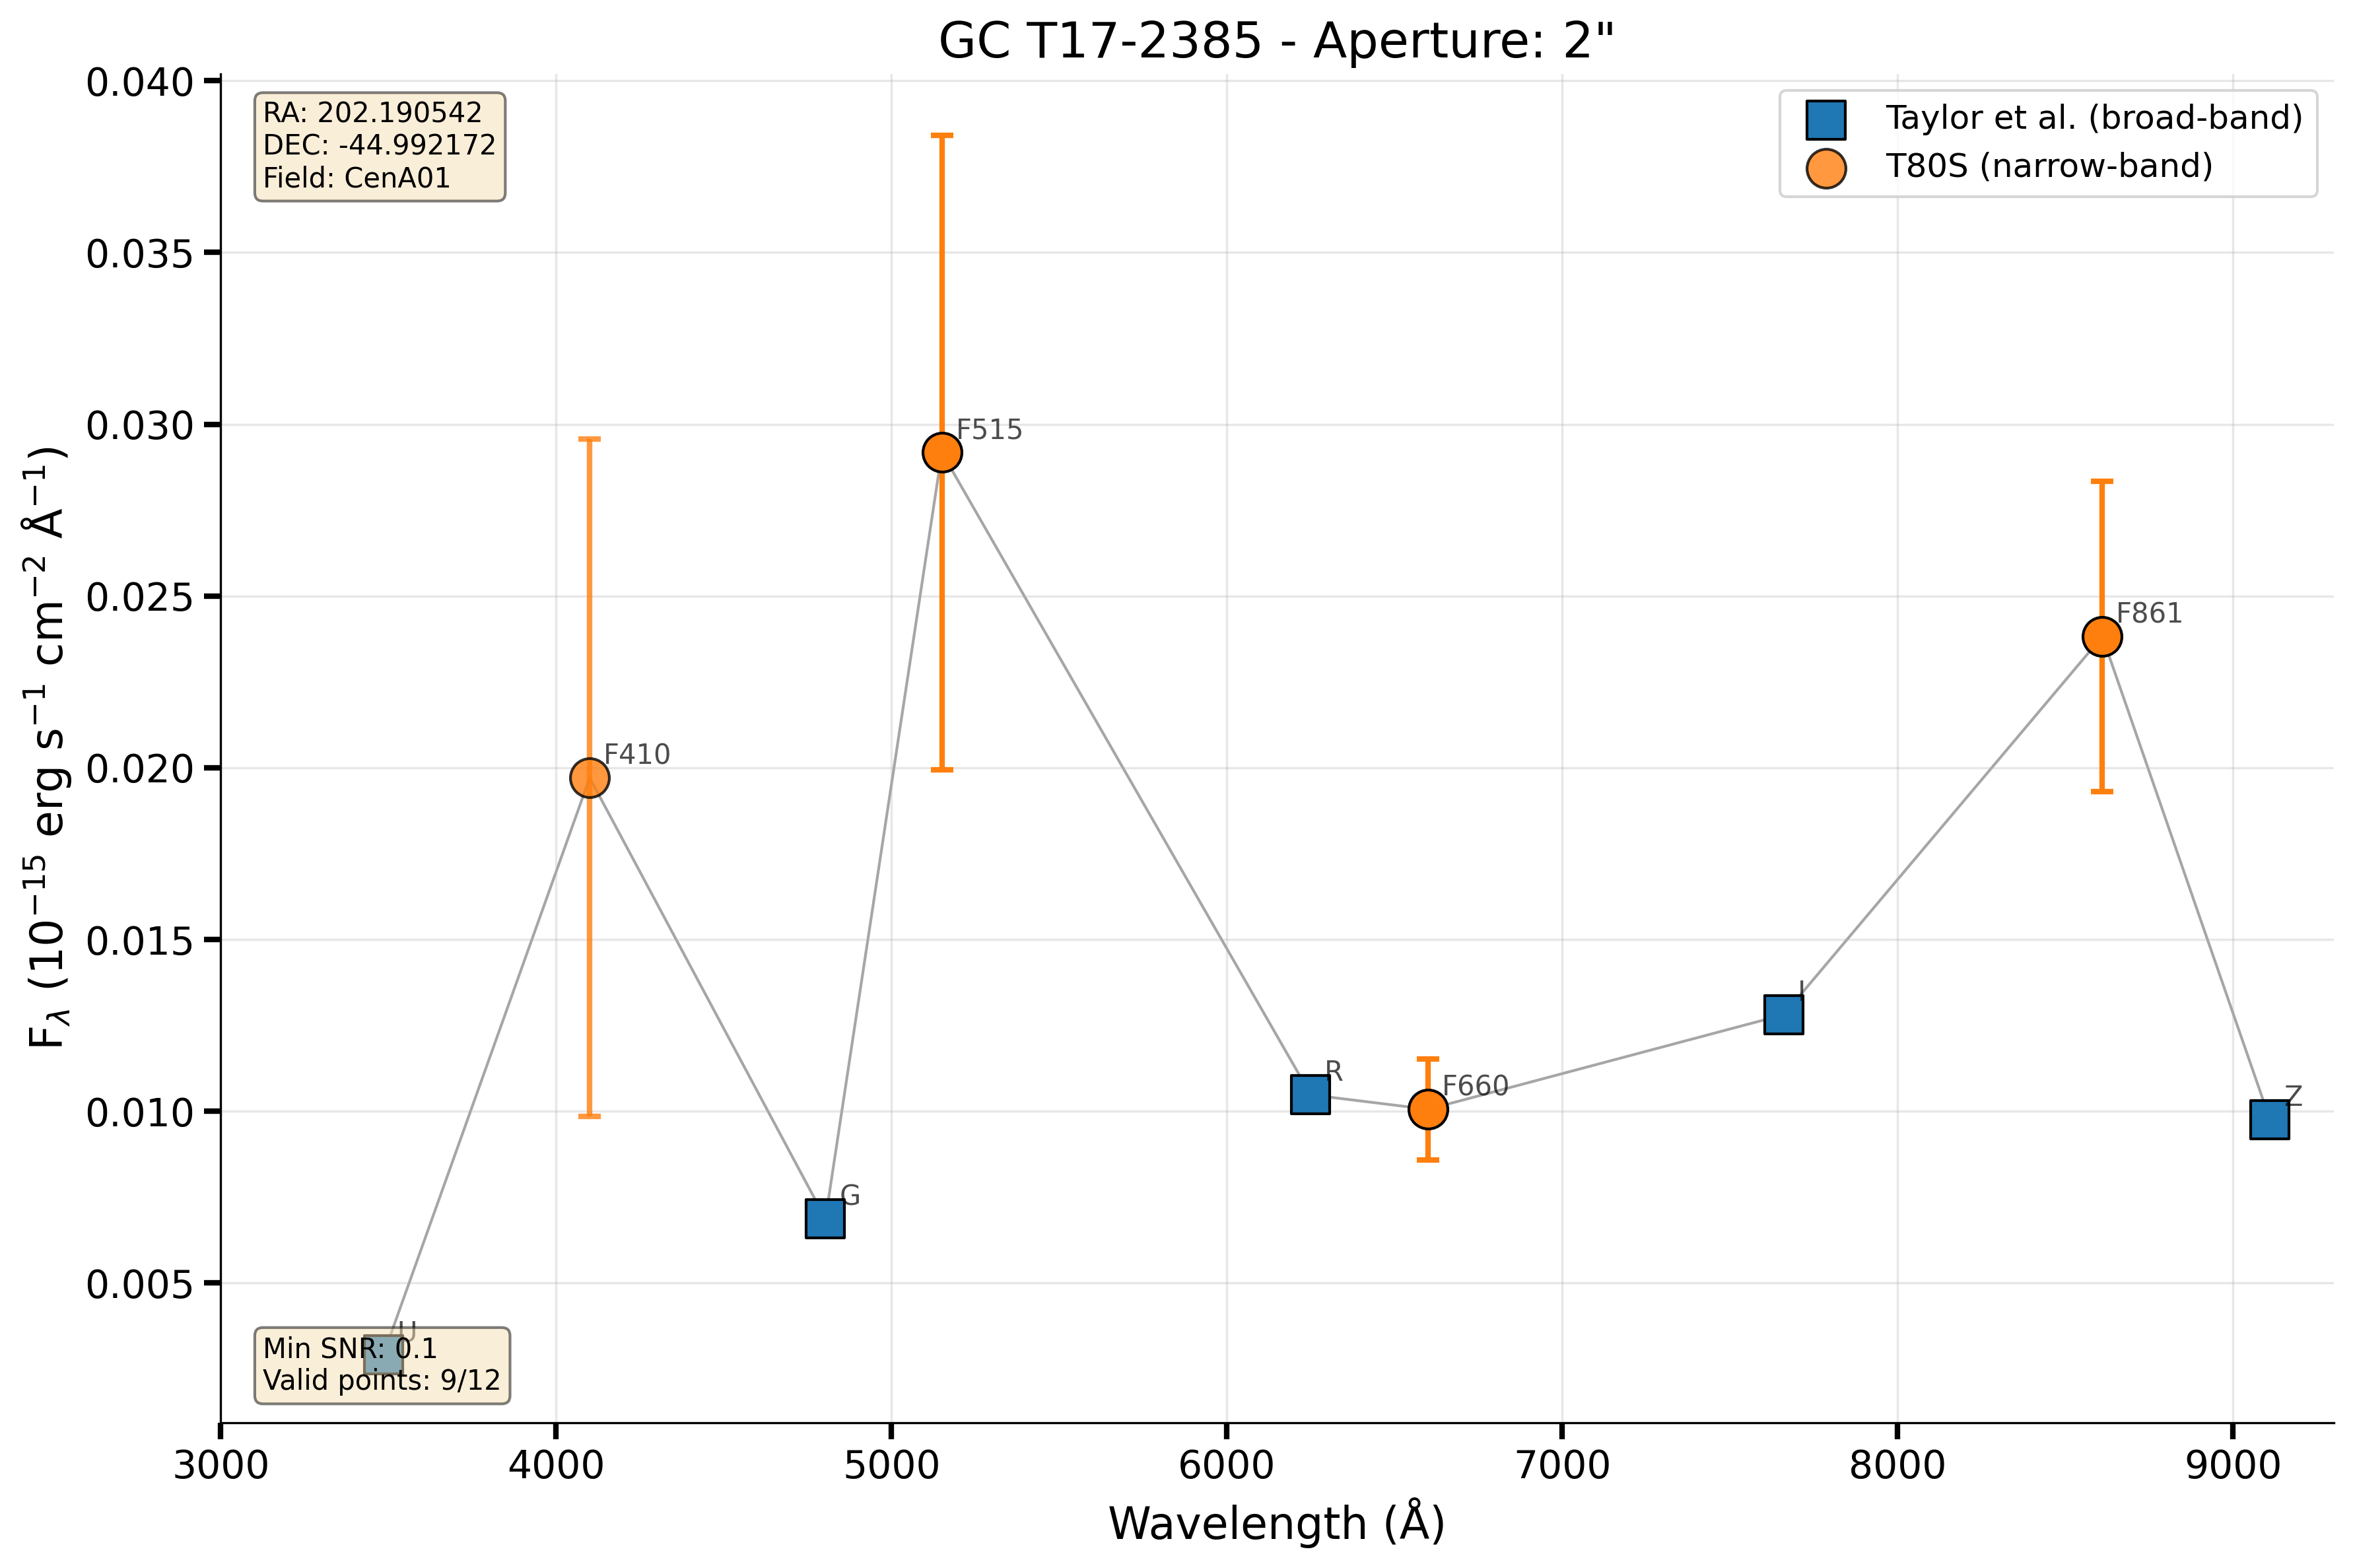 GC T17-2385 - Aperture: 2"
RA: 202.190542
DEC: -44.992172
Field: CenA01
Taylor et al. (broad-band)
T80S (narrow-band)
F_λ (10⁻¹⁵ erg s⁻¹ cm⁻² Å⁻¹)
0.040
0.035
0.030
0.025
0.020
0.015
0.010
0.005
U
F410
G
F515
R
F660
I
F861
Z
Min SNR: 0.1
Valid points: 9/12
3000 4000 5000 6000 7000 8000 9000
Wavelength (Å)